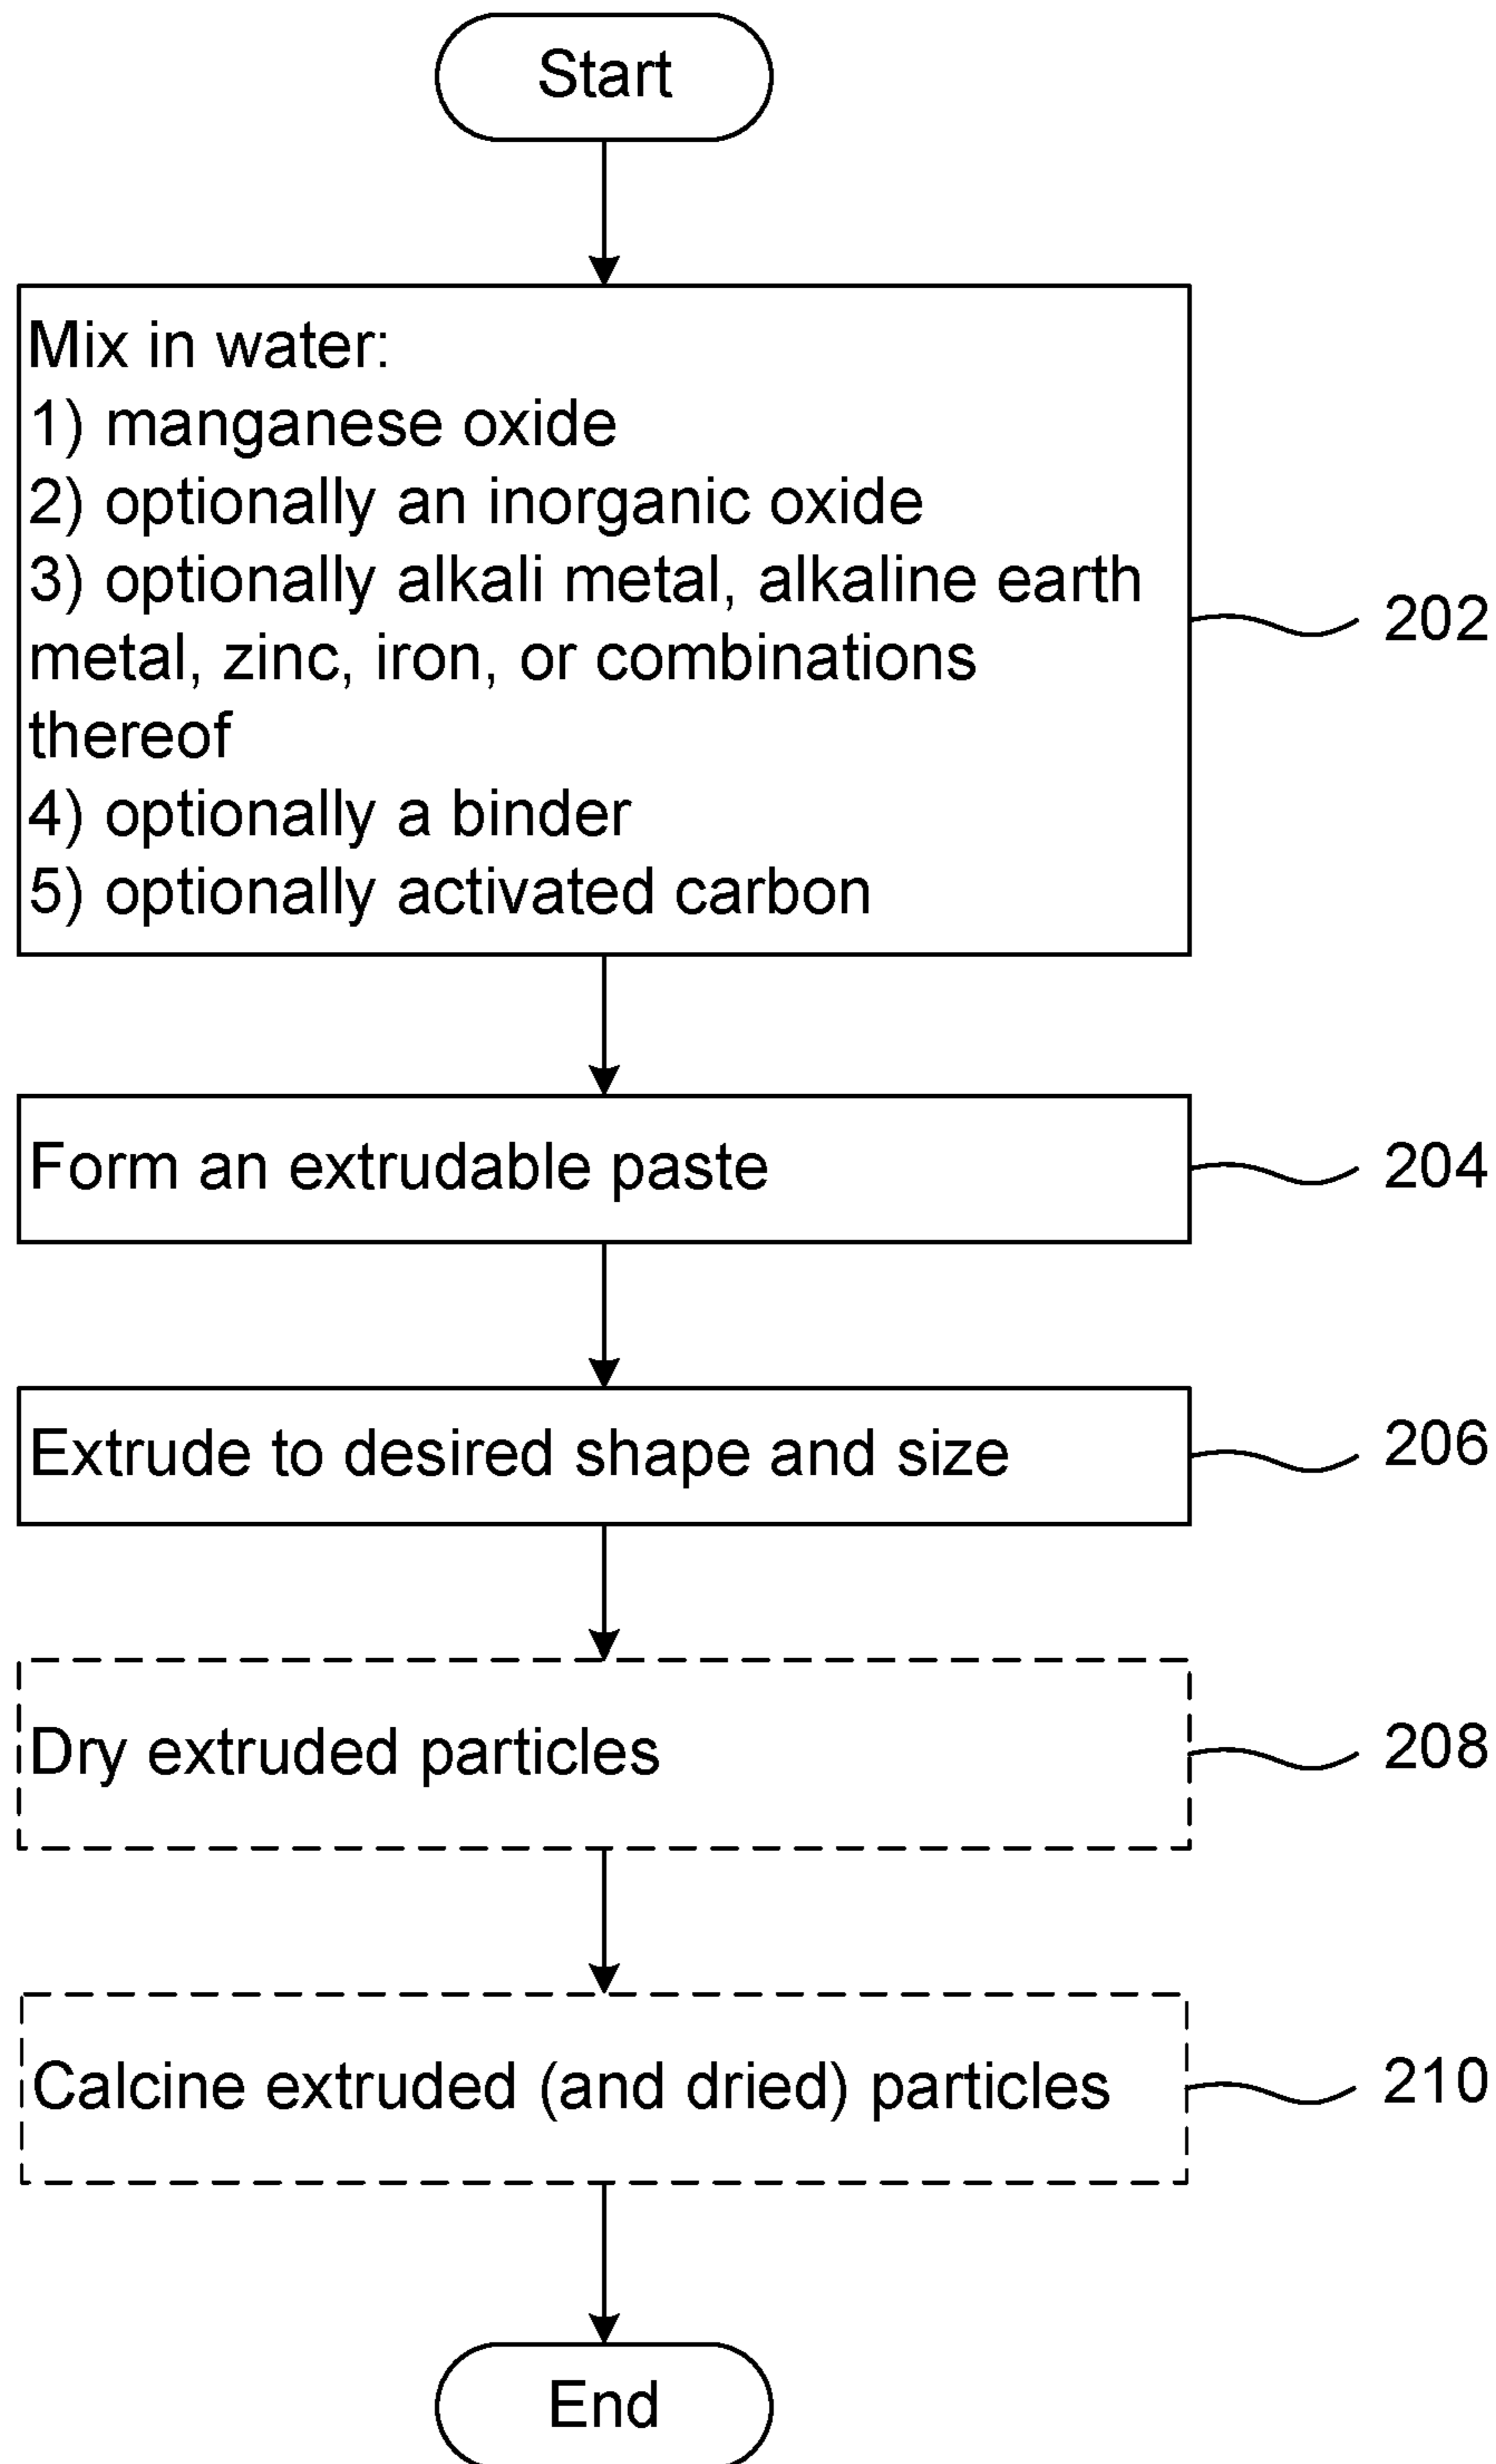 Start
Mix in water:
1) manganese oxide
2) optionally an inorganic oxide
3) optionally alkali metal, alkaline earth
metal, zinc, iron, or combinations
thereof
4) optionally a binder
5) optionally activated carbon
202
Form an extrudable paste
204
Extrude to desired shape and size
206
Dry extruded particles
208
Calcine extruded (and dried) particles
210
End